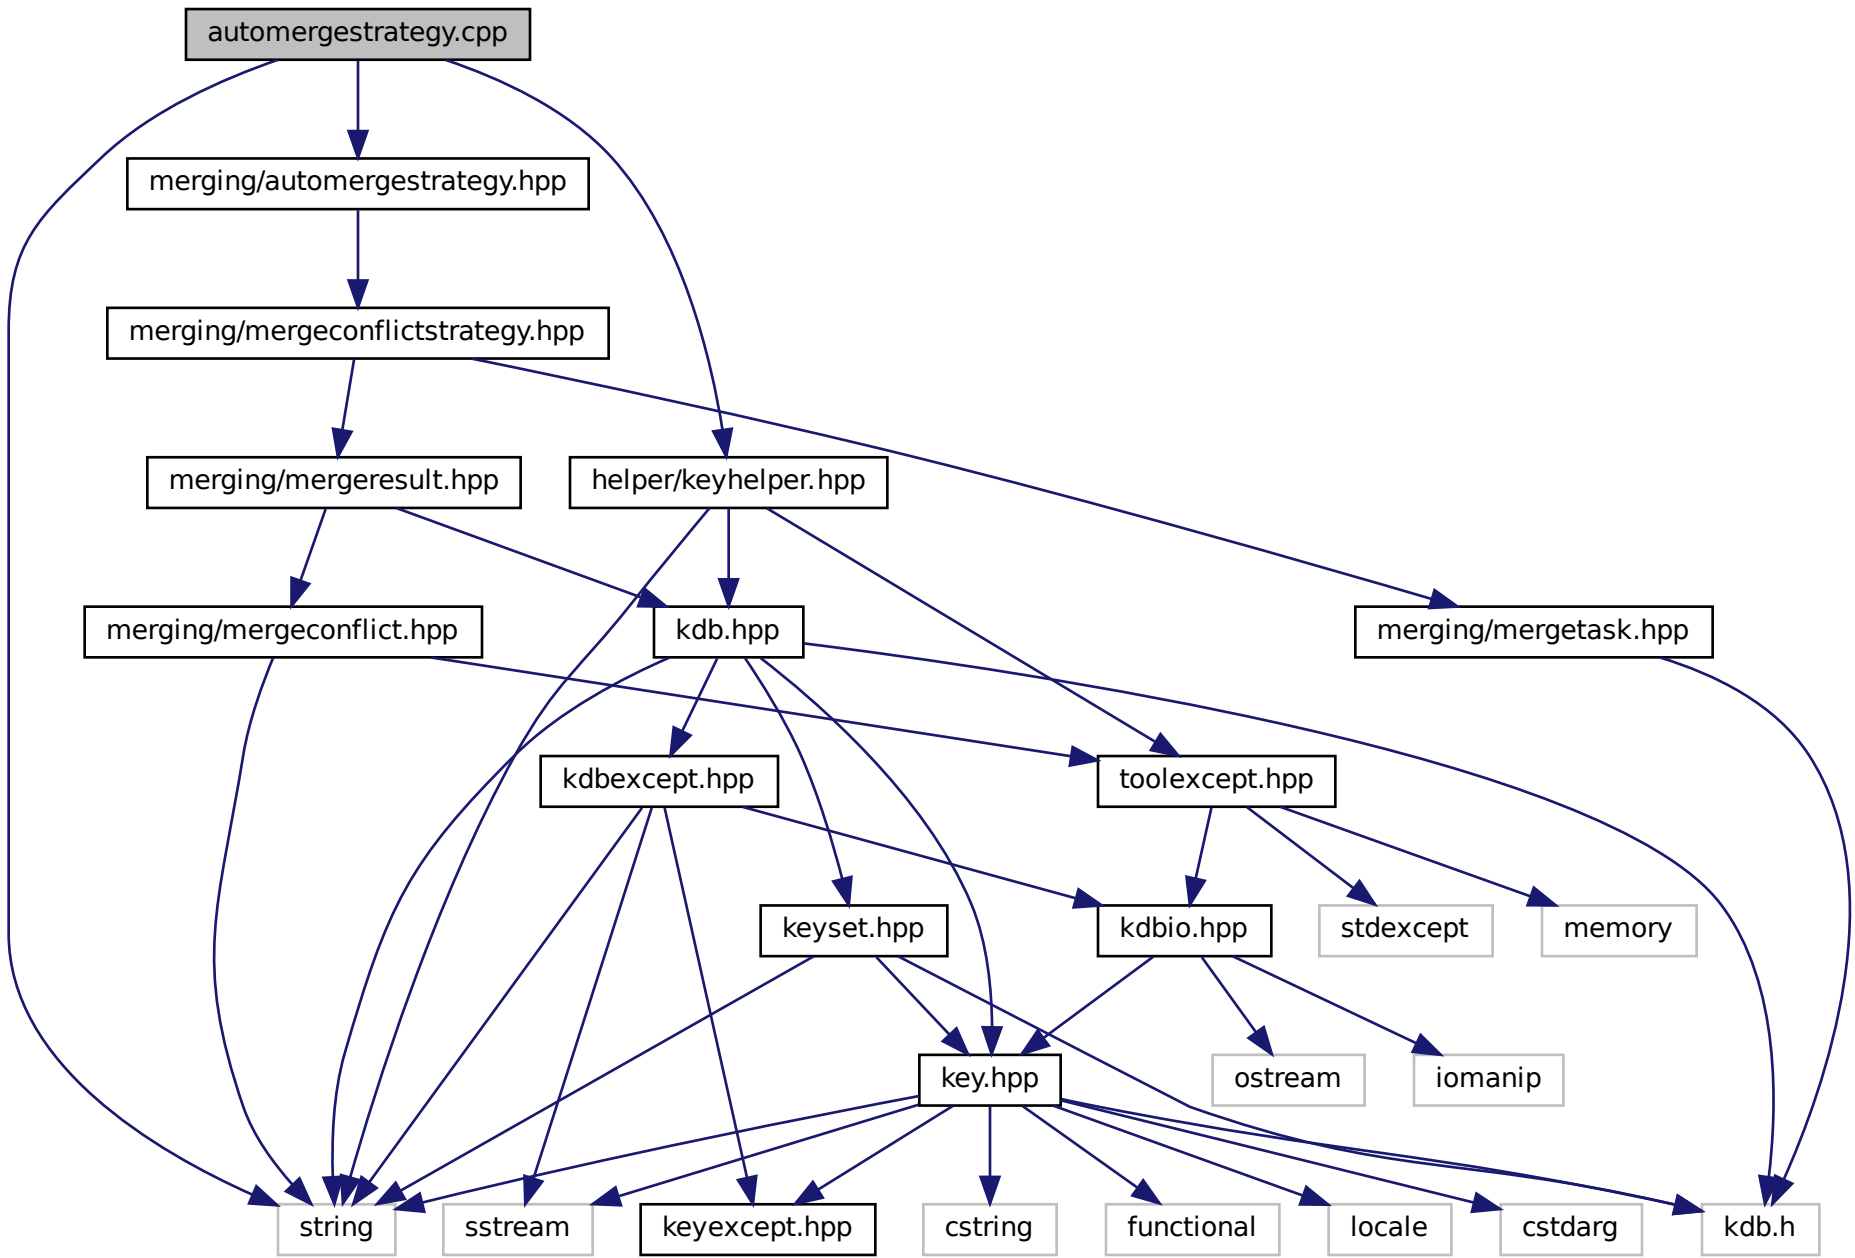 automergestrategy.cpp
merging/automergestrategy.hpp
merging/mergeconflictstrategy.hpp
merging/mergeresult.hpp
helper/keyhelper.hpp
merging/mergeconflict.hpp
kdb.hpp
merging/mergetask.hpp
kdbexcept.hpp
toolexcept.hpp
keyset.hpp
kdbio.hpp
stdexcept
memory
key.hpp
ostream
iomanip
string
sstream
keyexcept.hpp
cstring
functional
locale
cstdarg
kdb.h